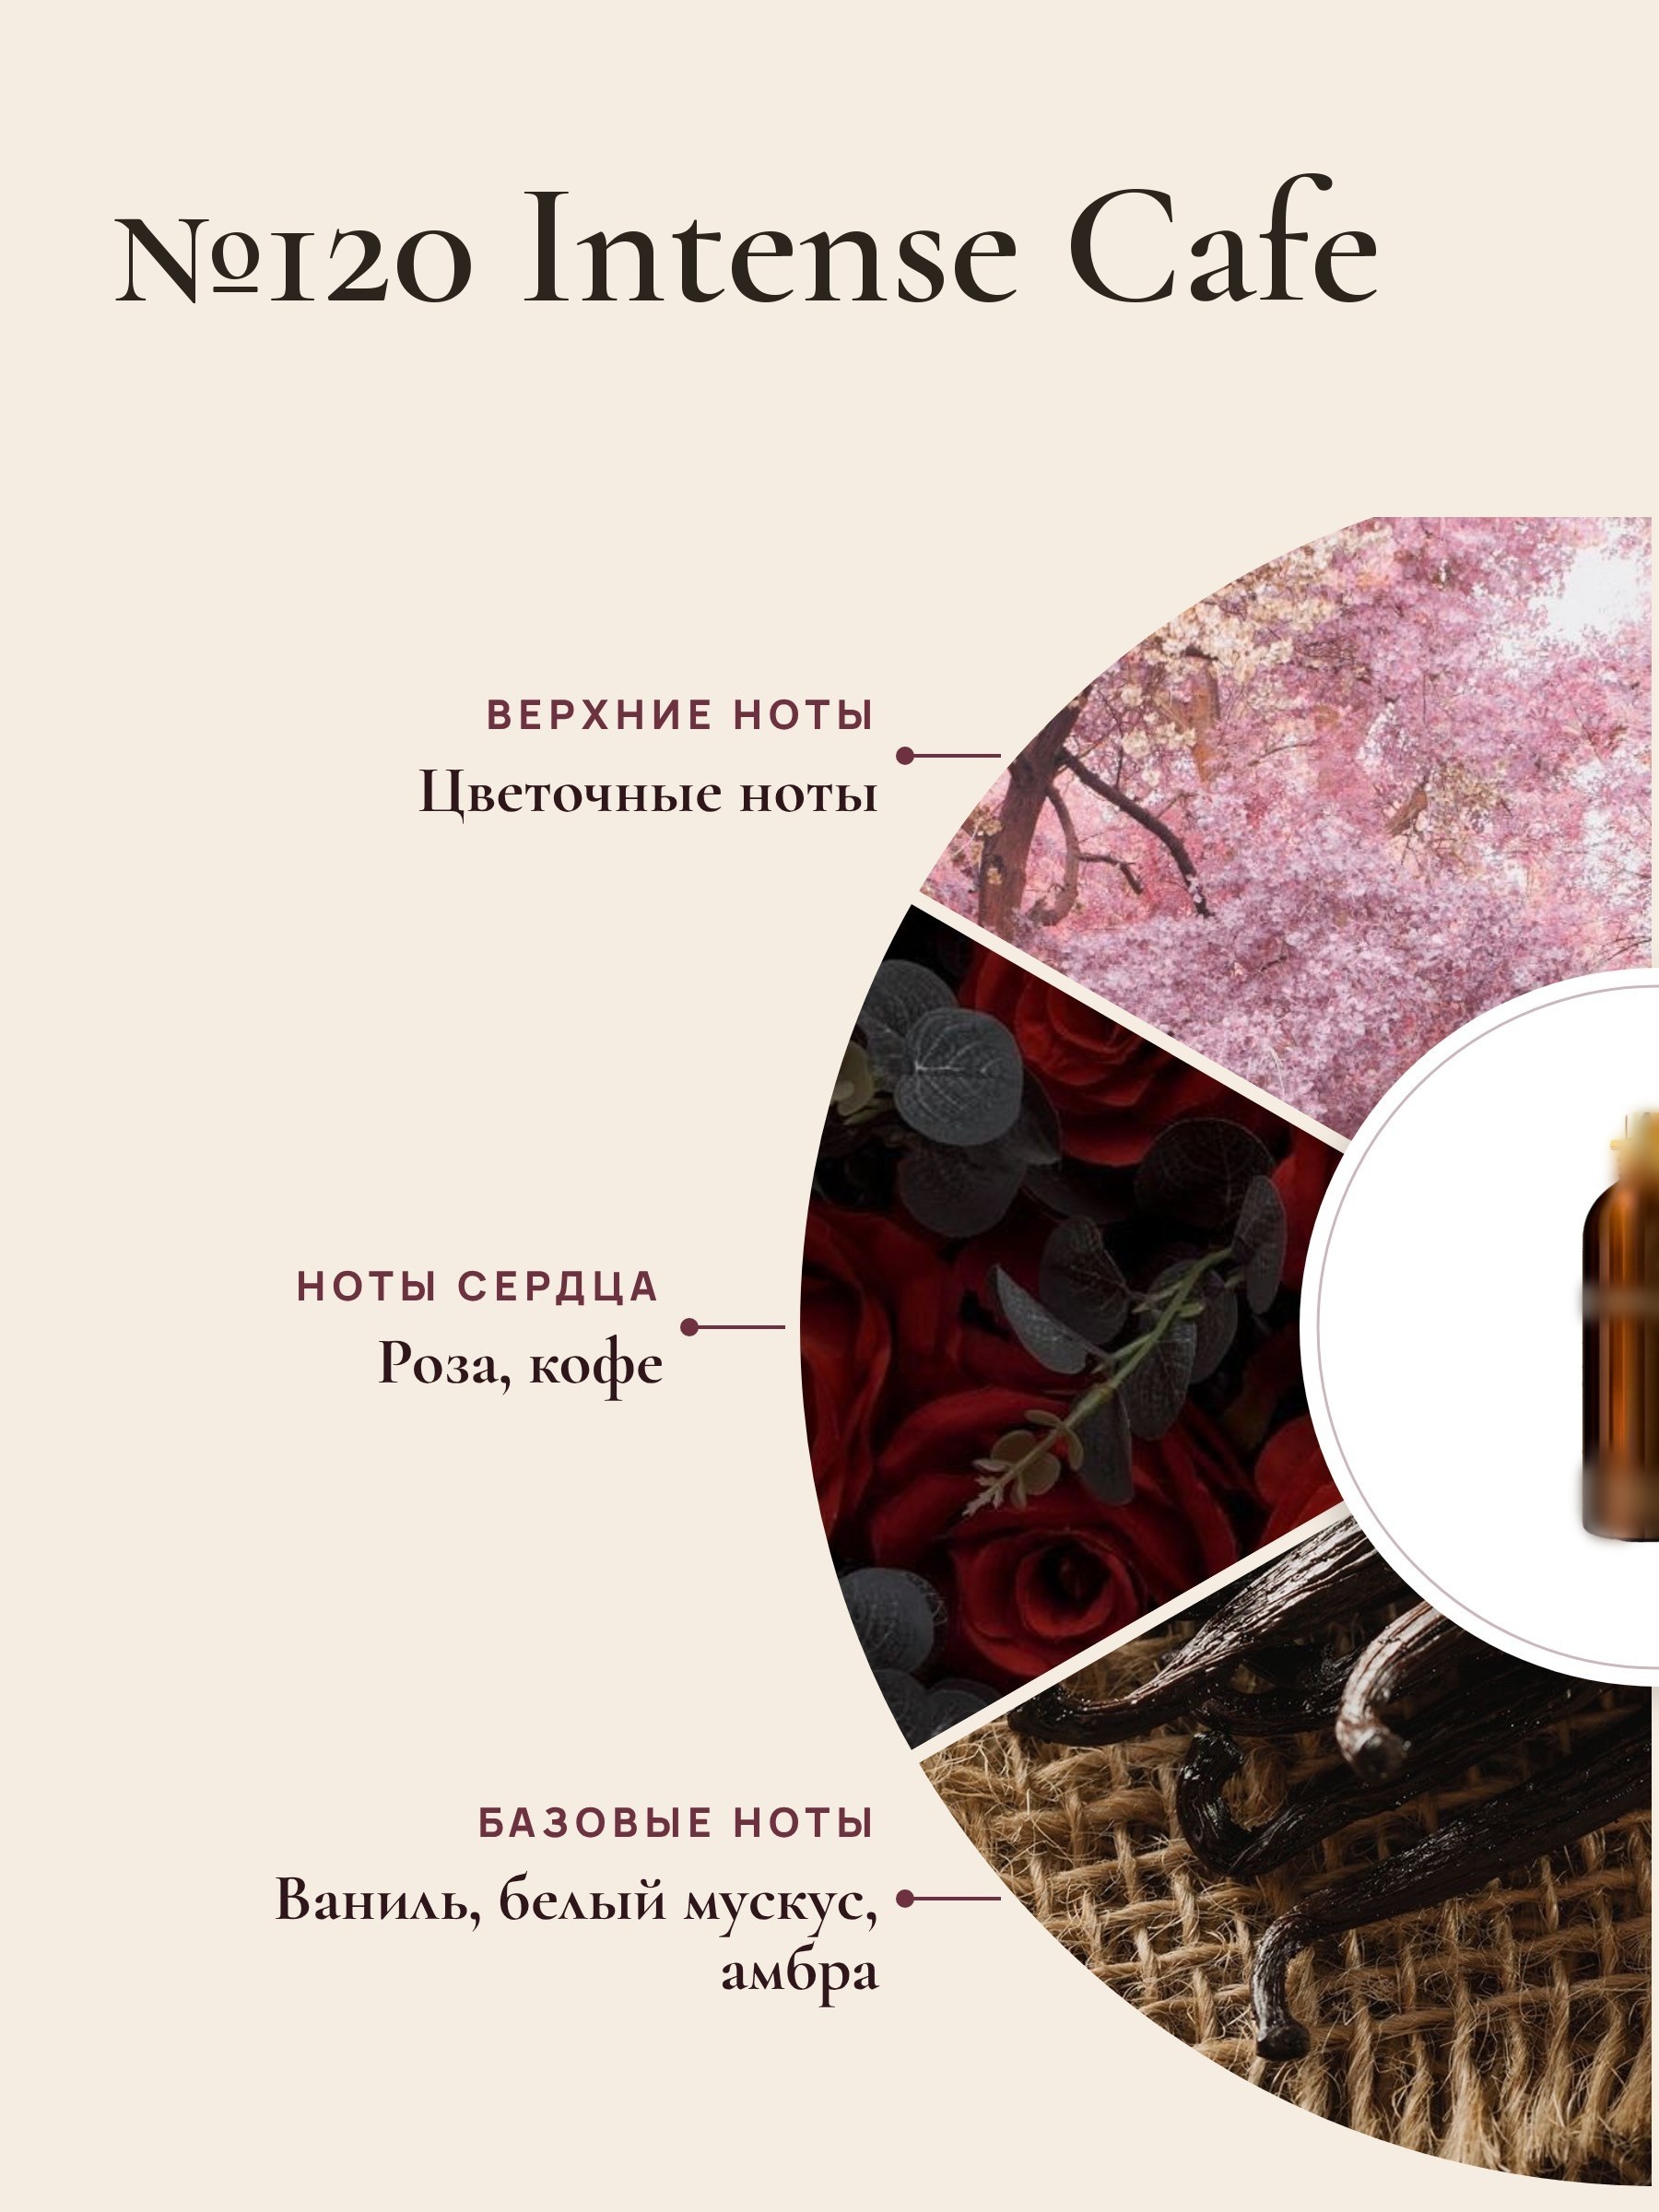 №120 Intense Cafe
ВЕРХНИЕ НОТЫ
Цветочные ноты
НОТЫ СЕРДЦА
Роза, кофе
БАЗОВЫЕ НОТЫ
Ваниль, белый мускус,
амбра